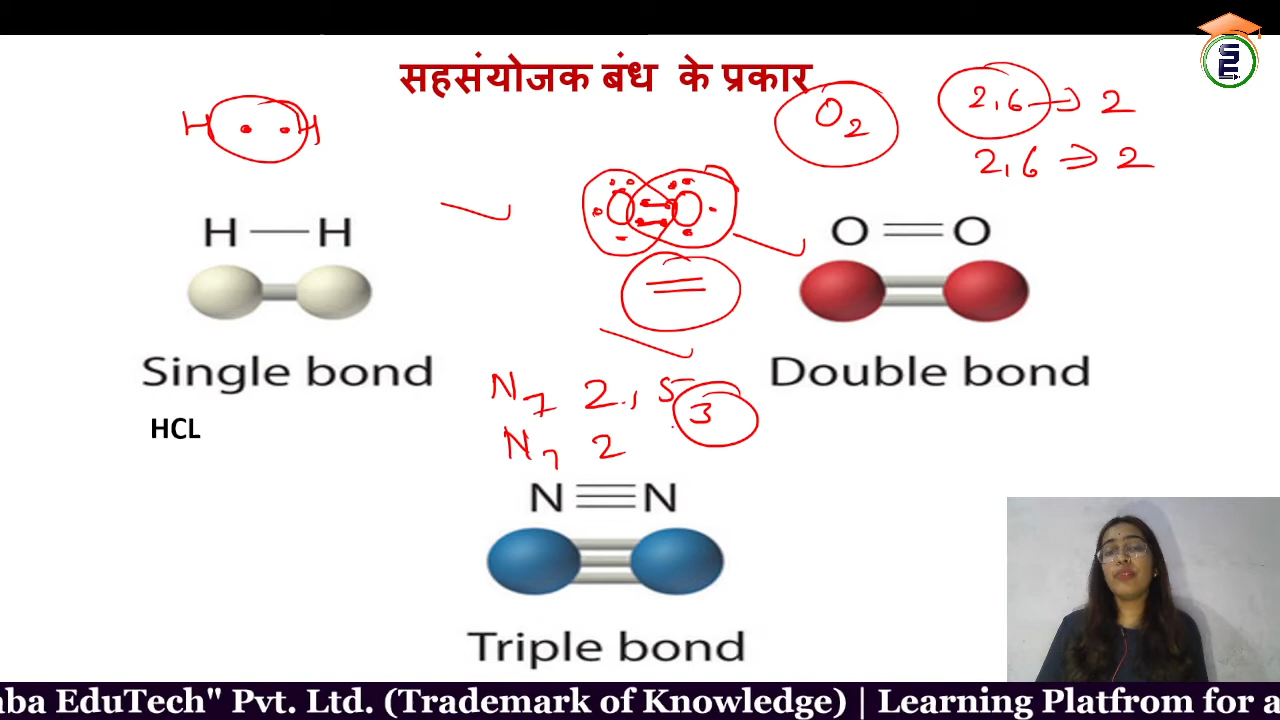 सहसंयोजक बंध के प्रकार
H H
O2
2,6 → 2
2,6 ⇒ 2
O O
H — H
O = O
=
Single bond
Double bond
N7 2,5
3
HCL
N7 2
N ≡ N
Triple bond
aba EduTech" Pvt. Ltd. (Trademark of Knowledge) | Learning Platfrom for a